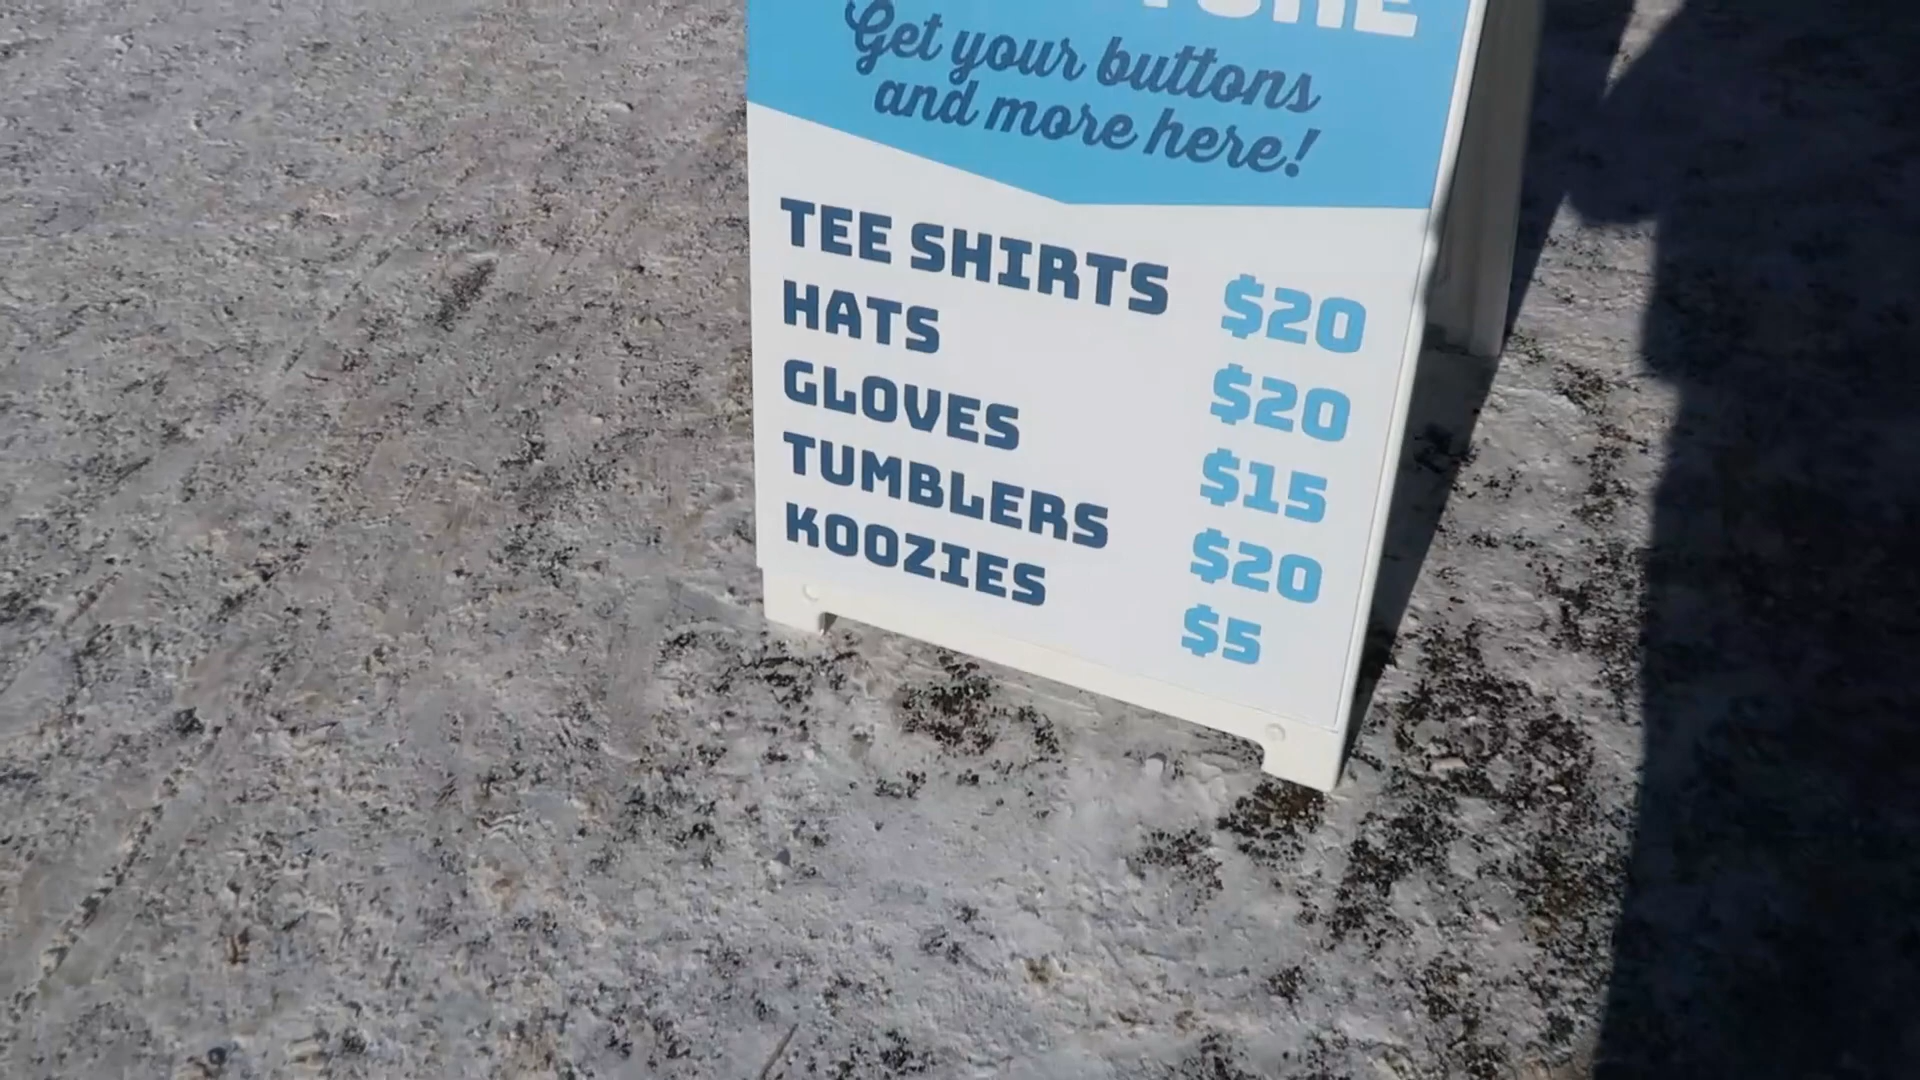 Get your buttons
and more here!
TEE SHIRTS $20
HATS $20
GLOVES $15
TUMBLERS $20
KOOZIES $5